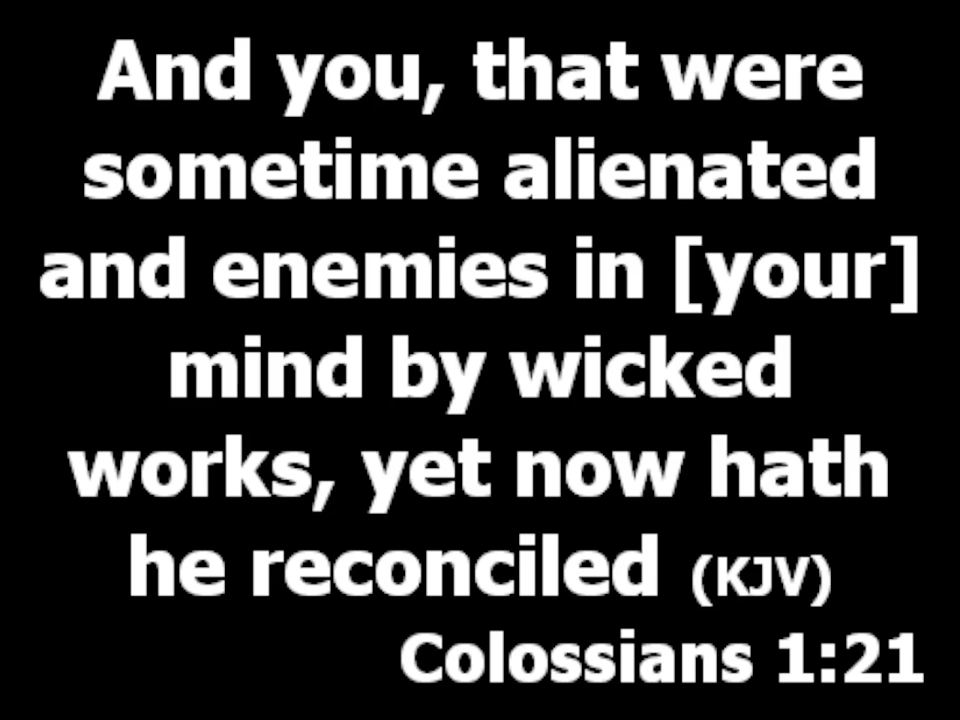 And you, that were
sometime alienated
and enemies in [your]
mind by wicked
works, yet now hath
he reconciled (KJV)
Colossians 1:21